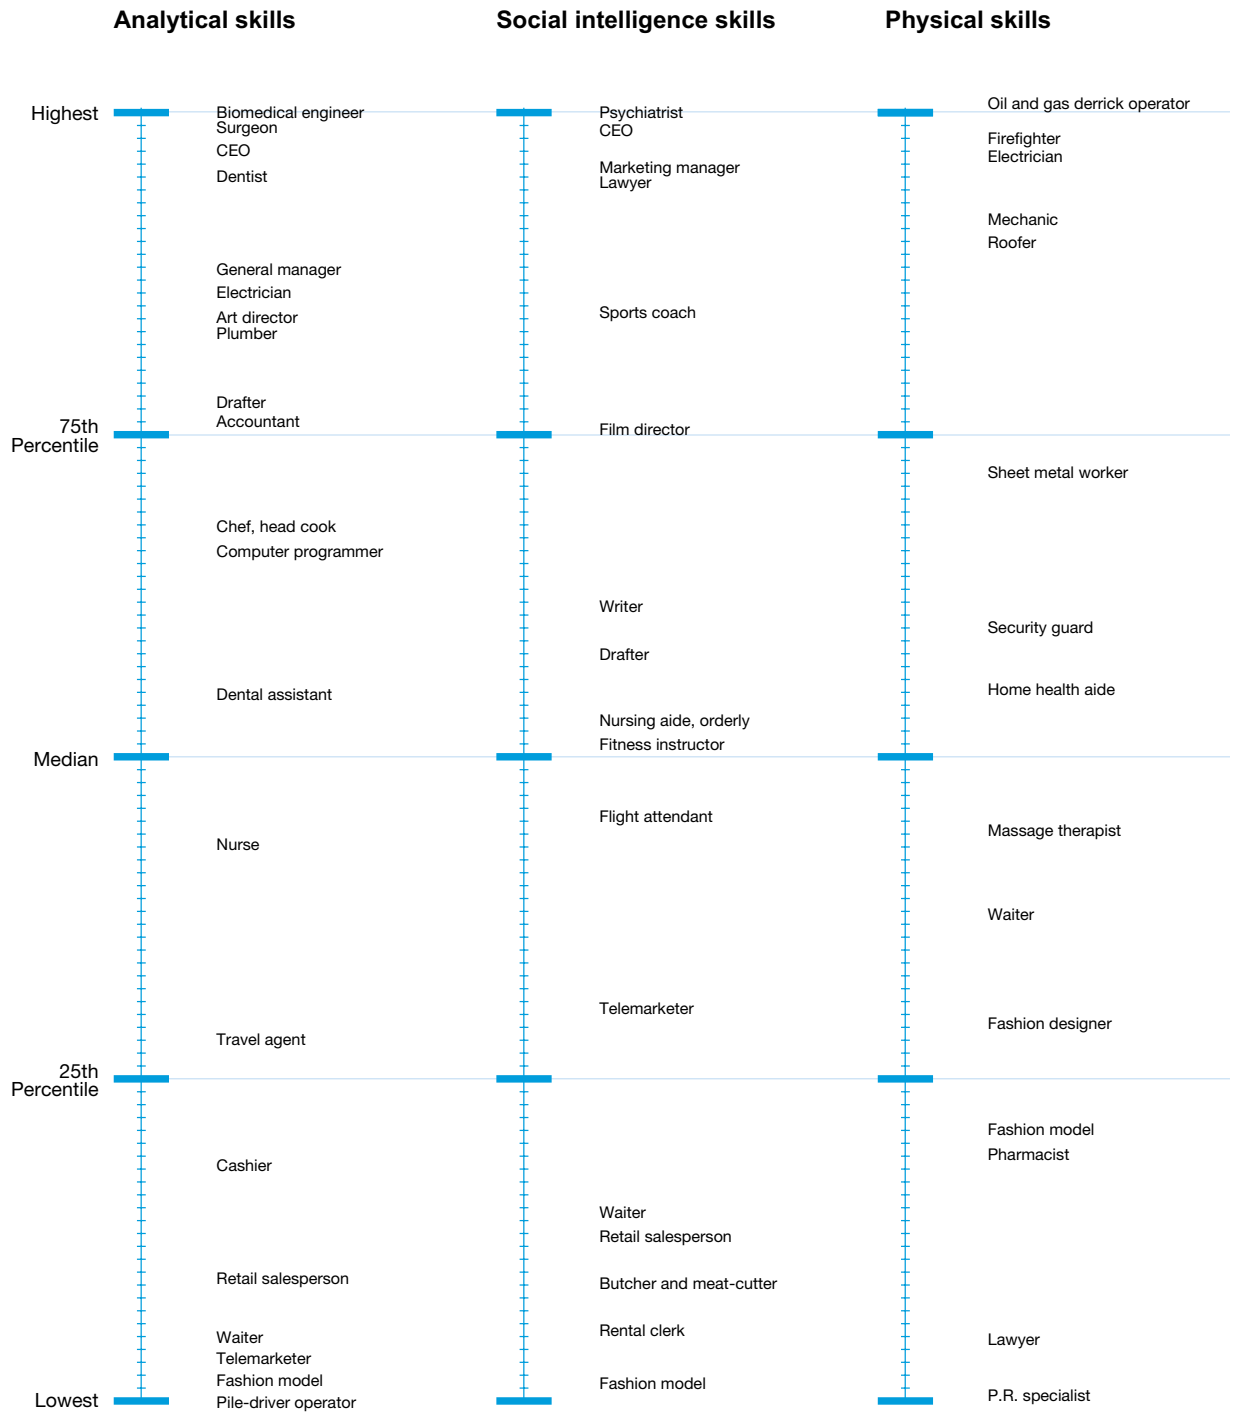 Analytical skills
Social intelligence skills
Physical skills
Highest
75th
Percentile
Median
25th
Percentile
Lowest
Biomedical engineer
Surgeon
CEO
Dentist
General manager
Electrician
Art director
Plumber
Drafter
Accountant
Chef, head cook
Computer programmer
Dental assistant
Nurse
Travel agent
Cashier
Retail salesperson
Waiter
Telemarketer
Fashion model
Pile-driver operator
Psychiatrist
CEO
Marketing manager
Lawyer
Sports coach
Film director
Writer
Drafter
Nursing aide, orderly
Fitness instructor
Flight attendant
Telemarketer
Waiter
Retail salesperson
Butcher and meat-cutter
Rental clerk
Fashion model
Oil and gas derrick operator
Firefighter
Electrician
Mechanic
Roofer
Sheet metal worker
Security guard
Home health aide
Massage therapist
Waiter
Fashion designer
Fashion model
Pharmacist
Lawyer
P.R. specialist